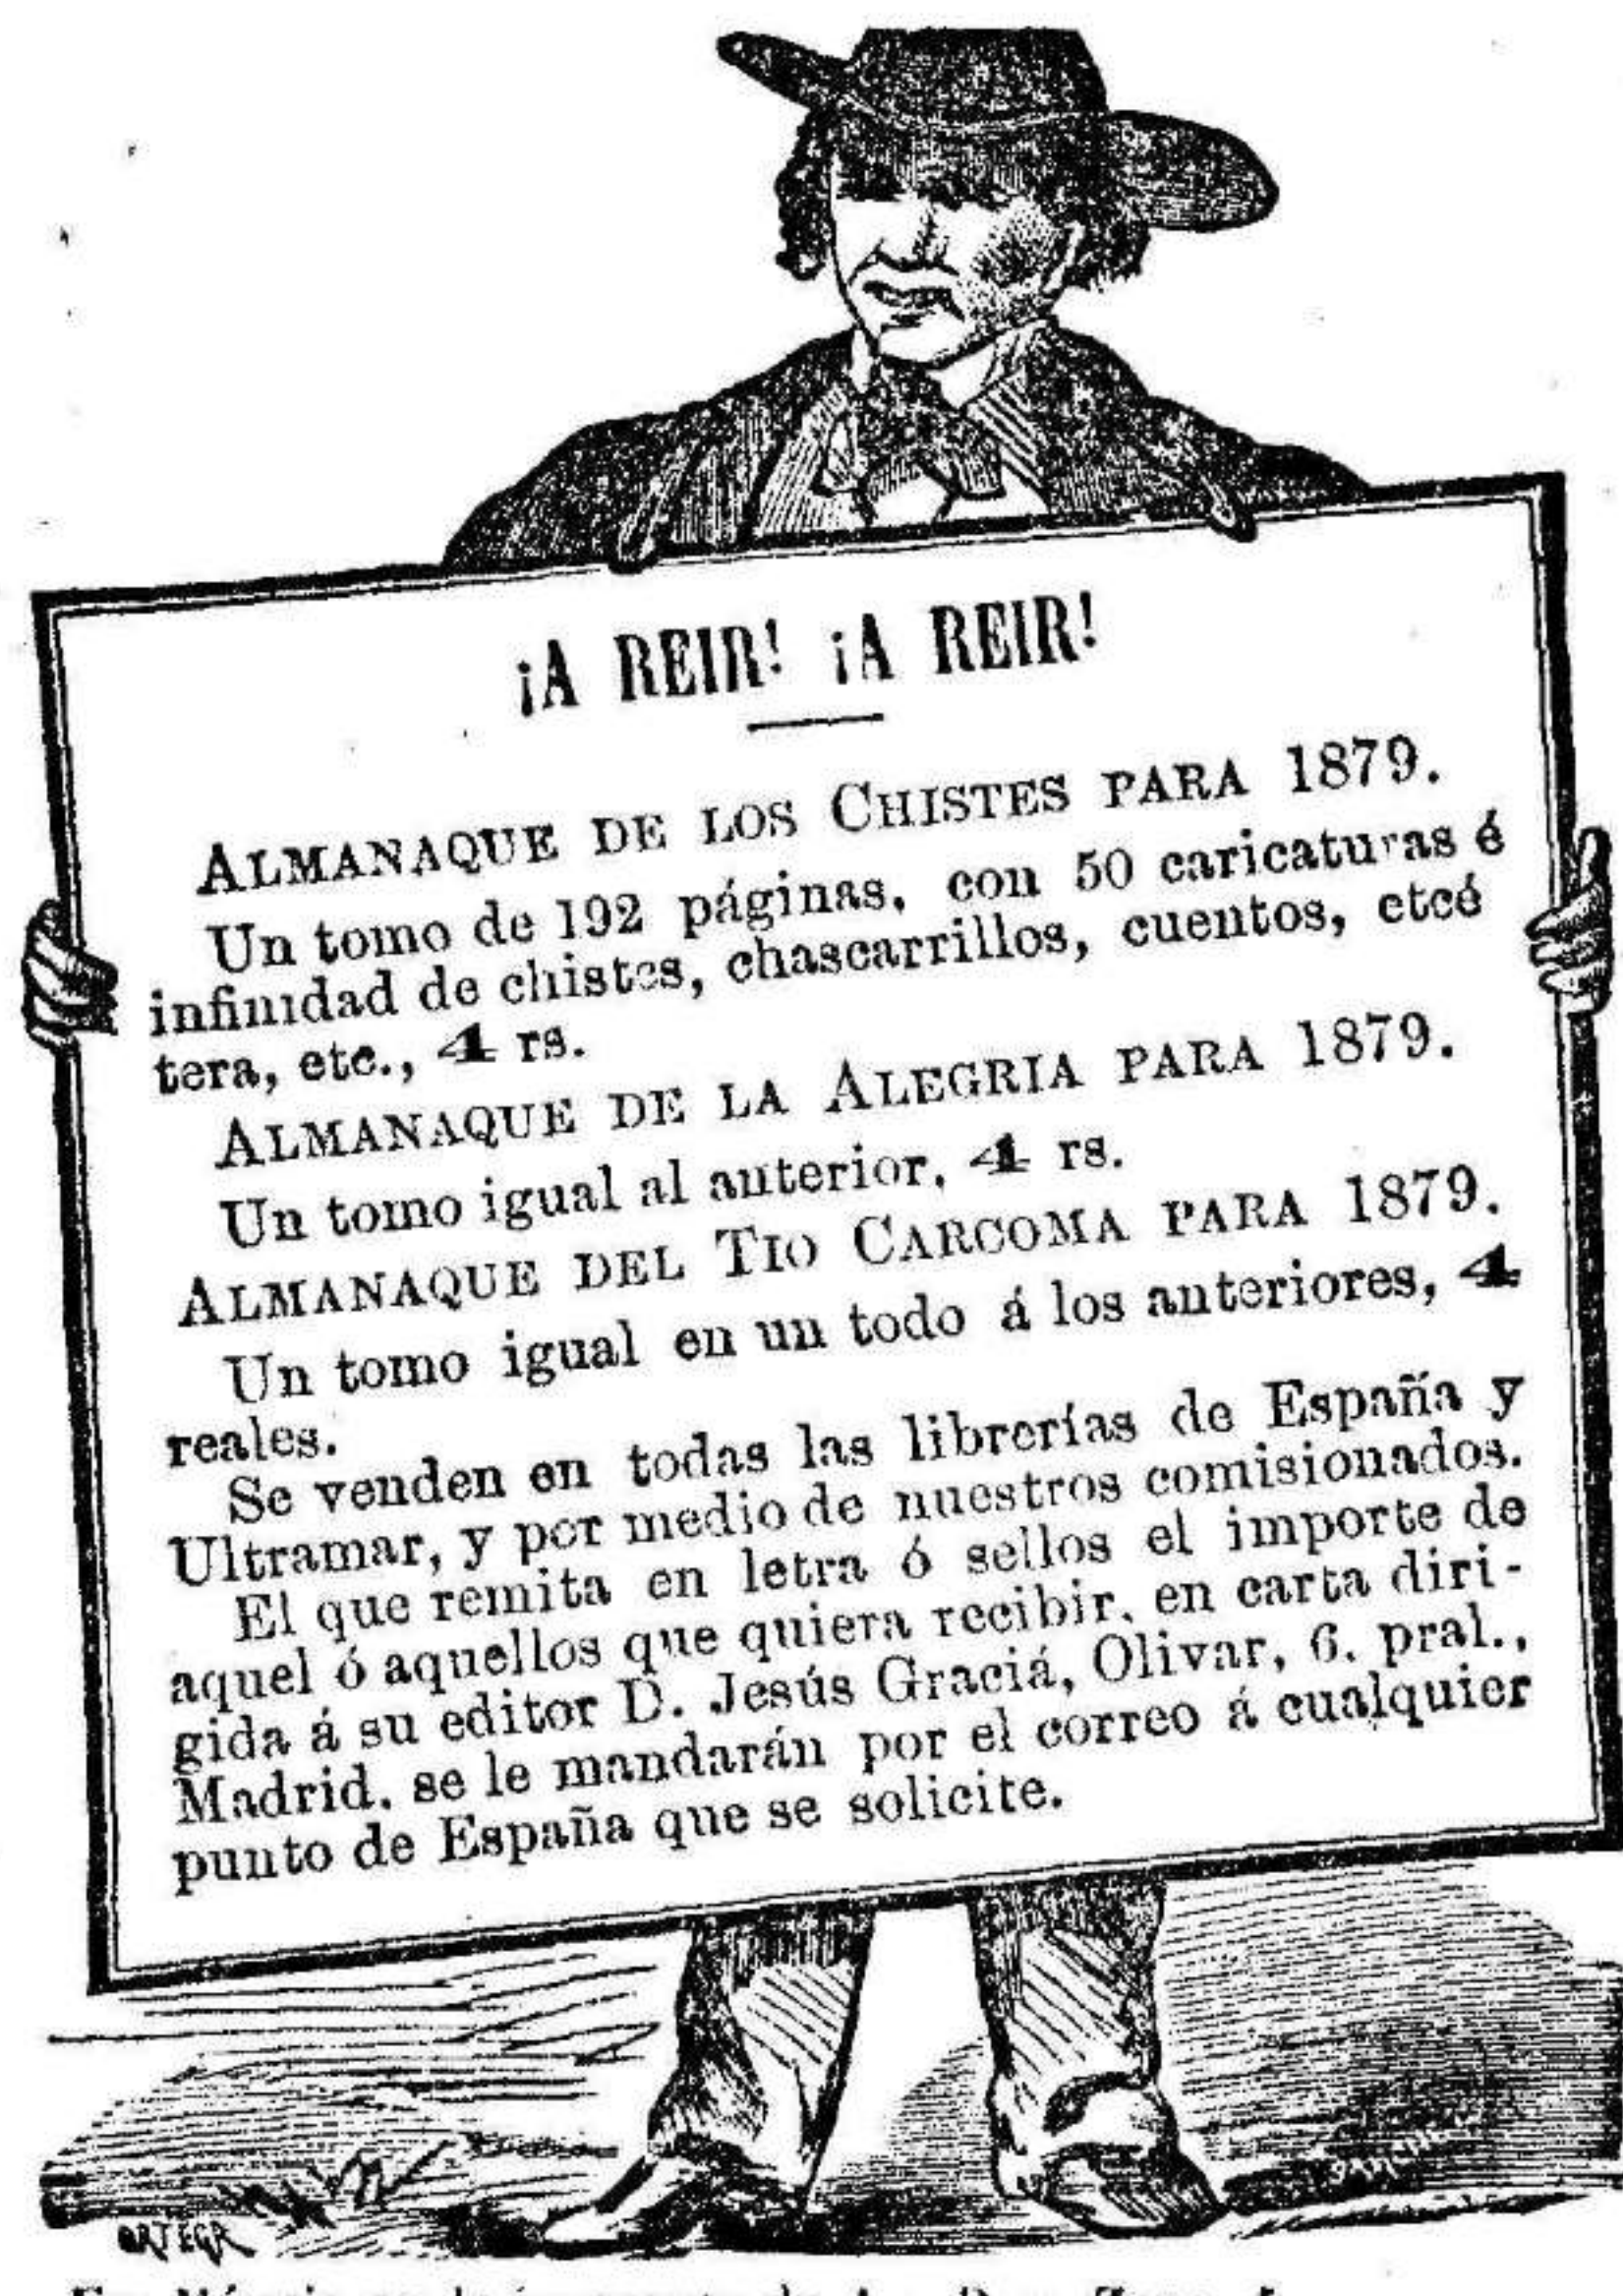 ¡A REIR! ¡A REIR!
ALMANAQUE DE LOS CHISTES PARA 1879.
Un tomo de 192 páginas, con 50 caricaturas é
infinidad de chistes, chascarrillos, cuentos, etcé
tera, etc., 4 rs.
ALMANAQUE DE LA ALEGRIA PARA 1879.
Un tomo igual al anterior, 4 rs.
ALMANAQUE DEL TIO CARCOMA PARA 1879.
Un tomo igual en un todo á los anteriores, 4
reales.
Se venden en todas las librerías de España y
Ultramar, y por medio de nuestros comisionados.
El que remita en letra ó sellos el importe de
aquel ó aquellos que quiera recibir, en carta diri-
gida á su editor D. Jesús Graciá, Olivar, 6, pral.,
Madrid, se le mandarán por el correo á cualquier
punto de España que se solicite.
ORTEGA